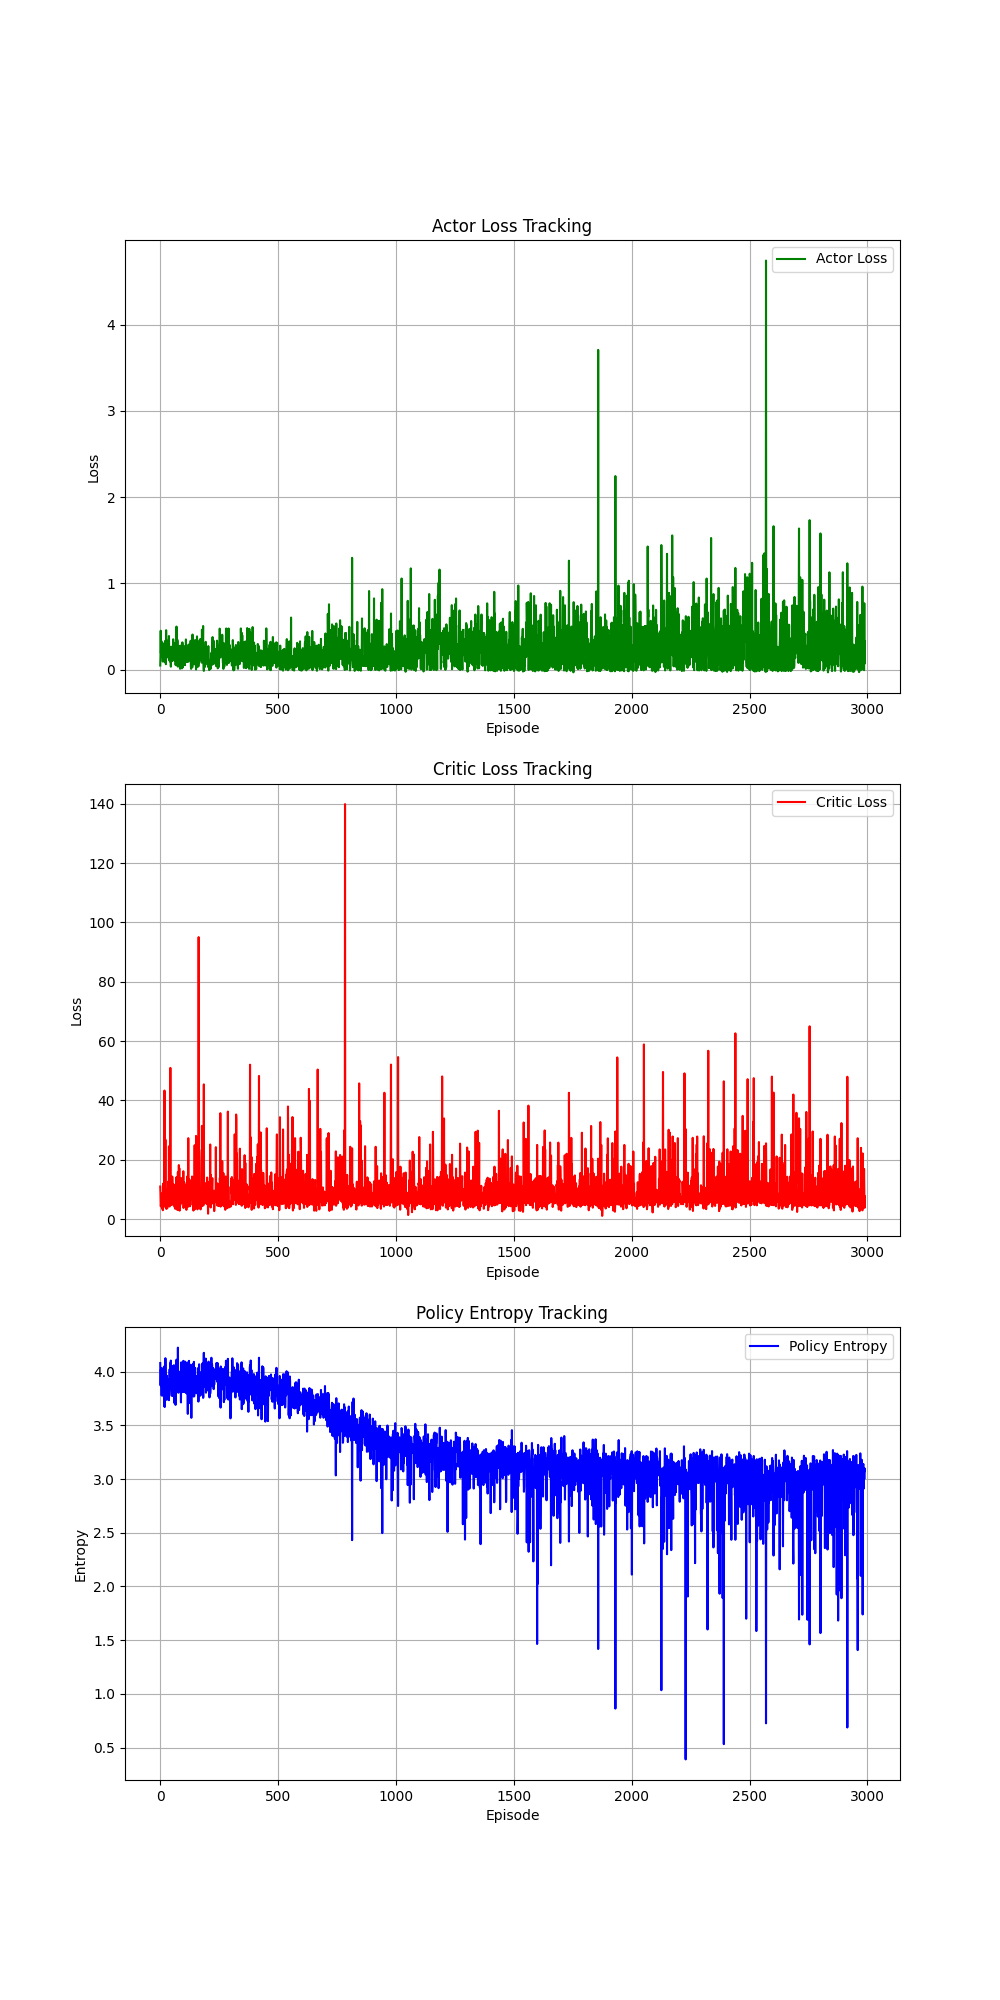 Actor Loss Tracking
Actor Loss
4
3
2
1
0
Loss
0 500 1000 1500 2000 2500 3000
Episode
Critic Loss Tracking
Critic Loss
140
120
100
80
60
40
20
0
Loss
0 500 1000 1500 2000 2500 3000
Episode
Policy Entropy Tracking
Policy Entropy
4.0
3.5
3.0
2.5
2.0
1.5
1.0
0.5
Entropy
0 500 1000 1500 2000 2500 3000
Episode